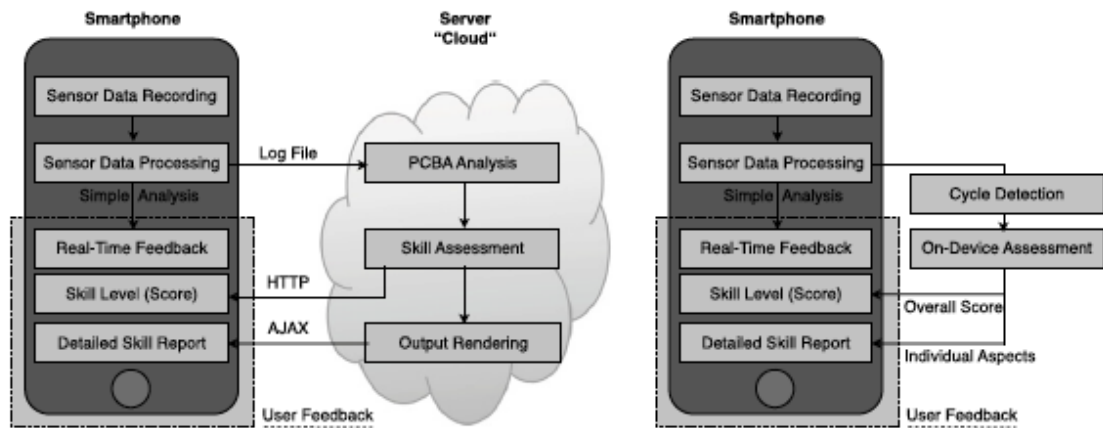 Smartphone
Server
"Cloud"
Sensor Data Recording
Sensor Data Processing
Log File
PCBA Analysis
Simple Analysis
Real-Time Feedback
Skill Assessment
HTTP
Skill Level (Score)
AJAX
Detailed Skill Report
Output Rendering
User Feedback
Smartphone
Sensor Data Recording
Sensor Data Processing
Simple Analysis
Cycle Detection
Real-Time Feedback
On-Device Assessment
Skill Level (Score)
Overall Score
Detailed Skill Report
Individual Aspects
User Feedback